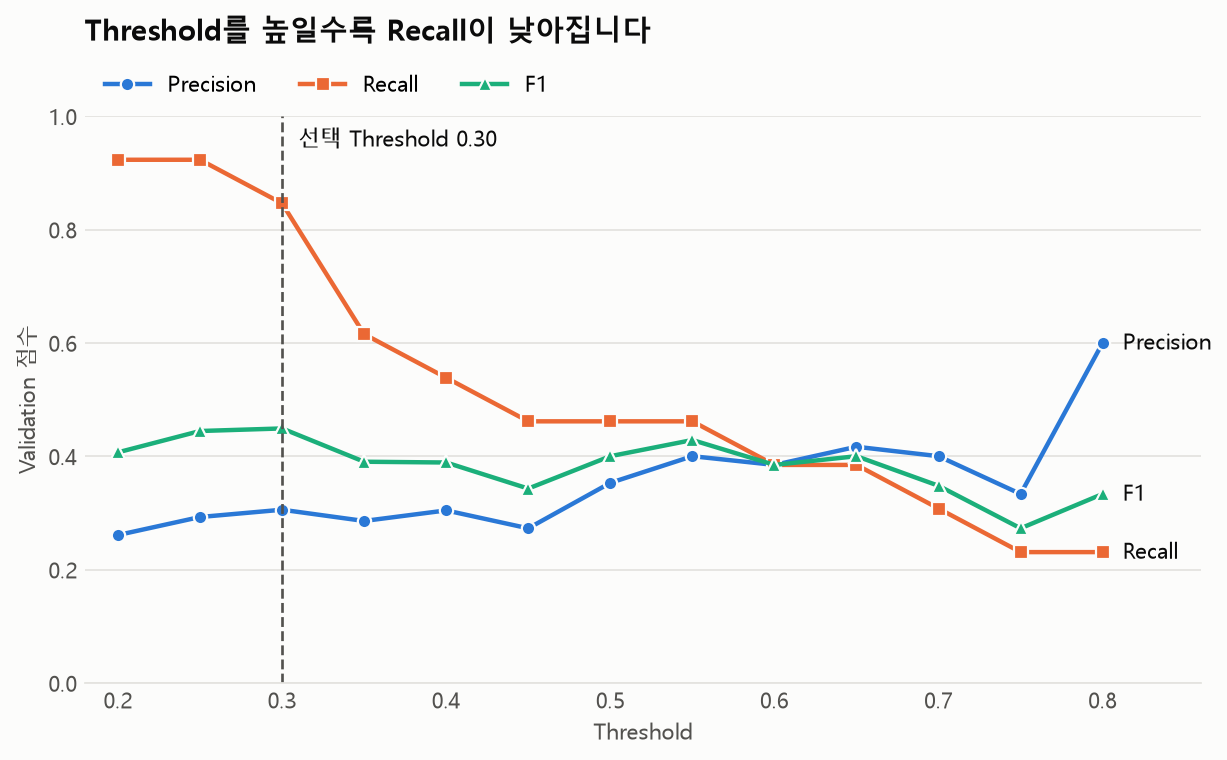 Threshold를 높일수록 Recall이 낮아집니다
Precision Recall F1
선택 Threshold 0.30
Validation 점수
1.0
0.8
0.6
0.4
0.2
0.0
Precision
F1
Recall
0.2 0.3 0.4 0.5 0.6 0.7 0.8
Threshold